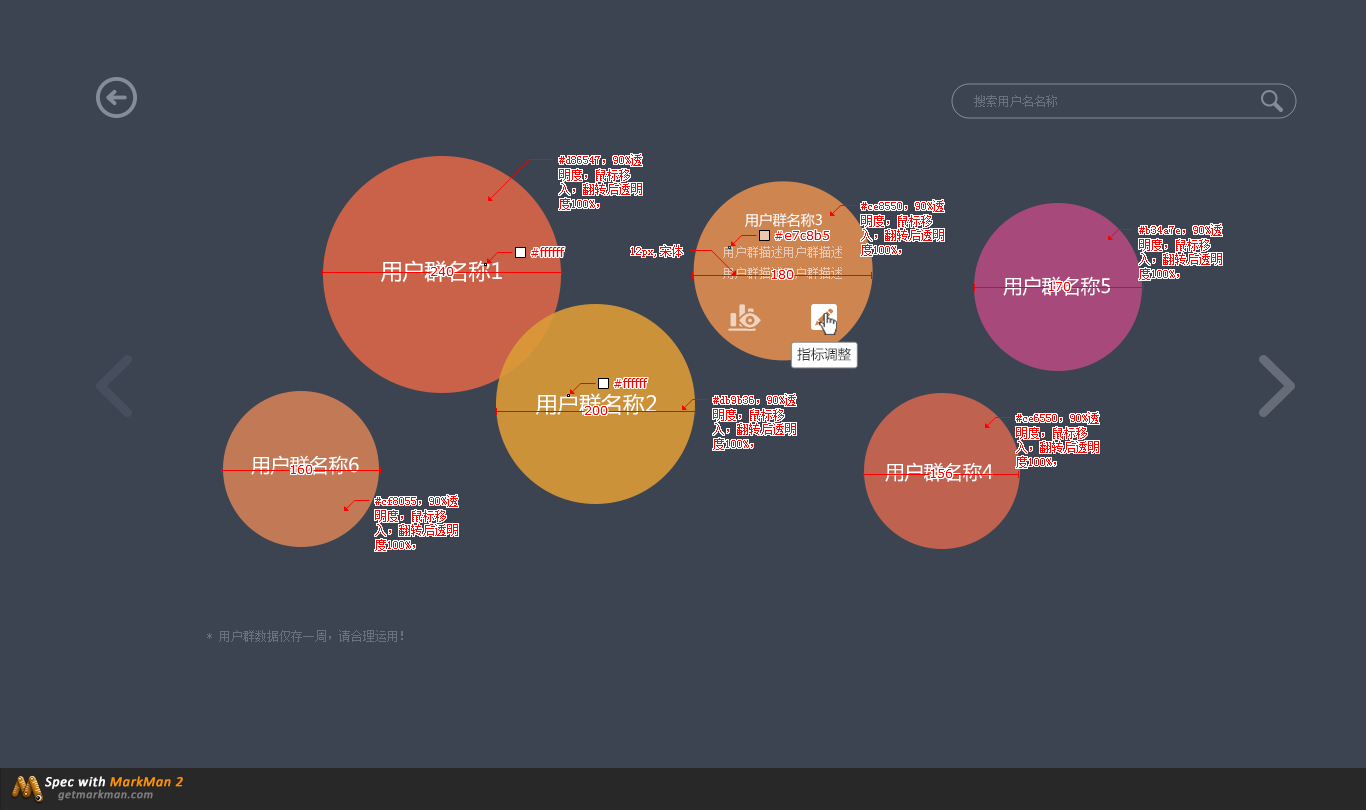 搜索用户名名称
#d86547，90%透
明度，鼠标移
入，翻转后透明
度100%，
#ffffff
用户群名称1
240
用户群名称3
#e7c8b5
12px,宋体
用户群描述用户群描述
用户群描述用户群描述
180
#ce8550，90%透
明度，鼠标移
入，翻转后透明
度100%，
指标调整
#b34c7e，90%透
明度，鼠标移
入，翻转后透明
度100%，
用户群名称5
170
#ffffff
用户群名称2
200
#db9b36，90%透
明度，鼠标移
入，翻转后透明
度100%，
#ce6550，90%透
明度，鼠标移
入，翻转后透明
度100%，
用户群名称4
156
用户群名称6
160
#cf8055，90%透
明度，鼠标移
入，翻转后透明
度100%，
* 用户群数据仅存一周，请合理运用！
Spec with MarkMan 2
getmarkman.com